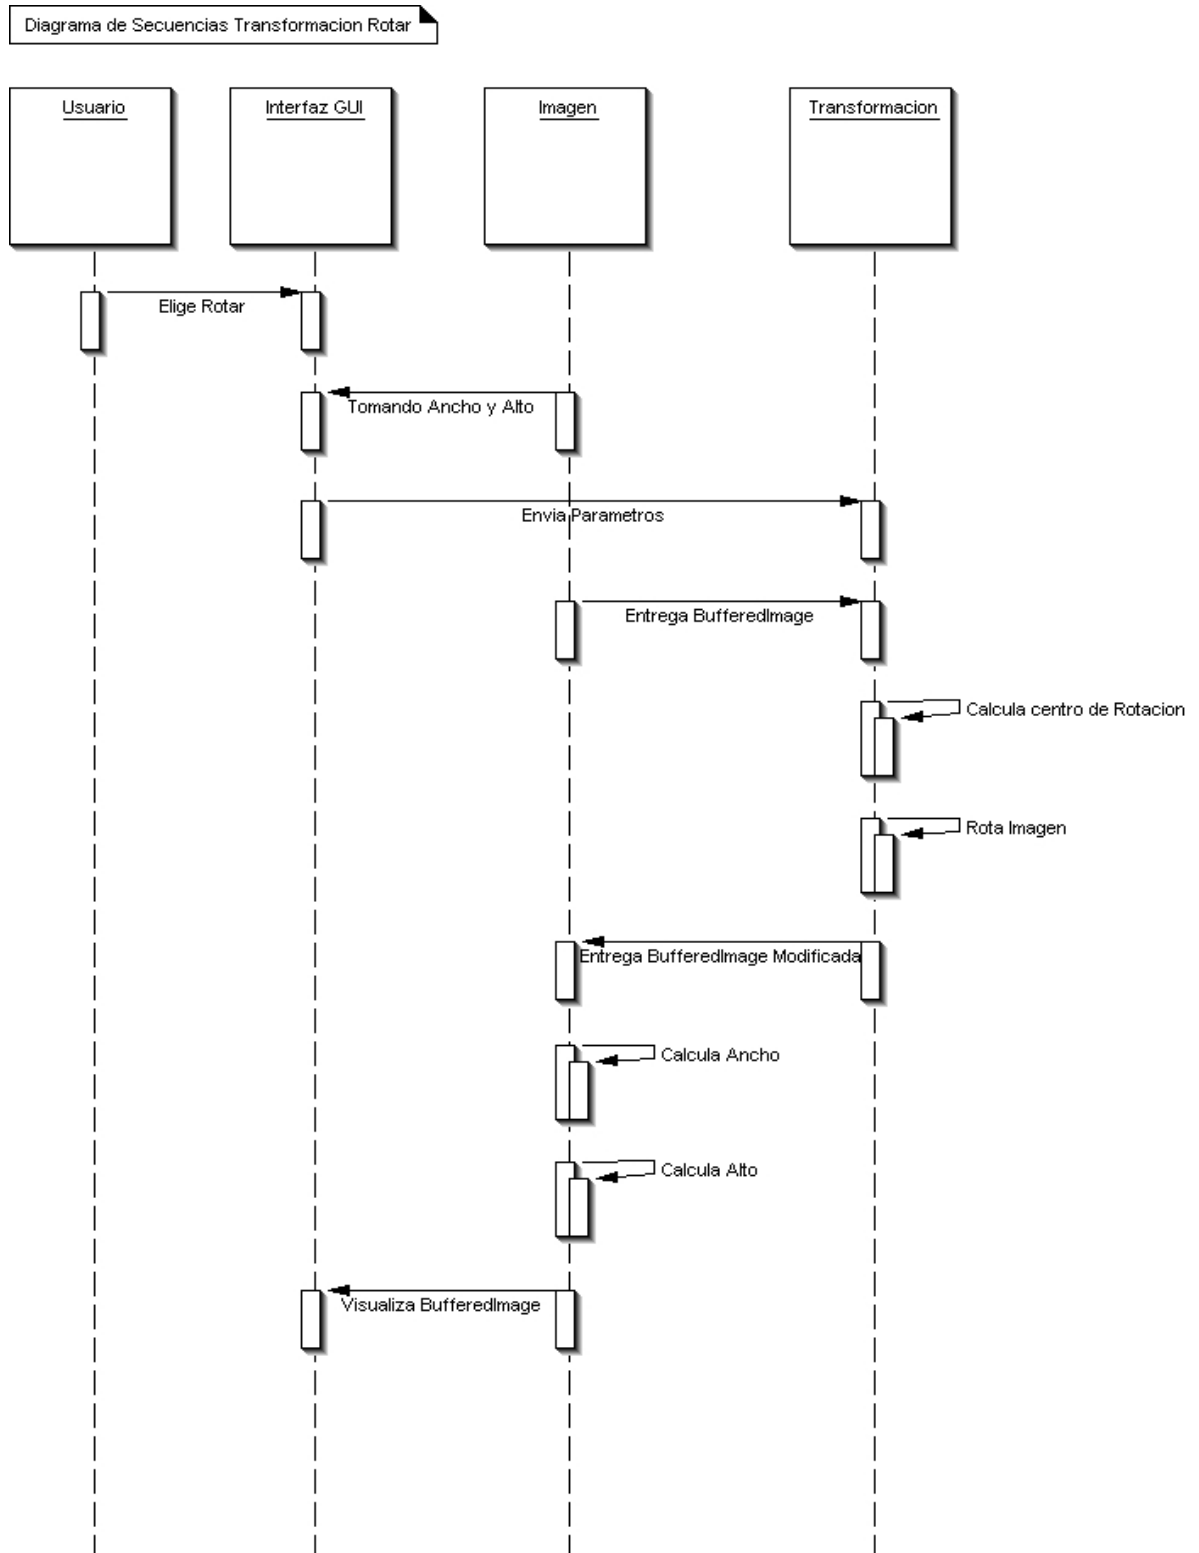 Diagrama de Secuencias Transformacion Rotar
Usuario
Interfaz GUI
Imagen
Transformacion
Elige Rotar
Tomando Ancho y Alto
Envia Parametros
Entrega BufferedImage
Calcula centro de Rotacion
Rota Imagen
Entrega BufferedImage Modificada
Calcula Ancho
Calcula Alto
Visualiza BufferedImage